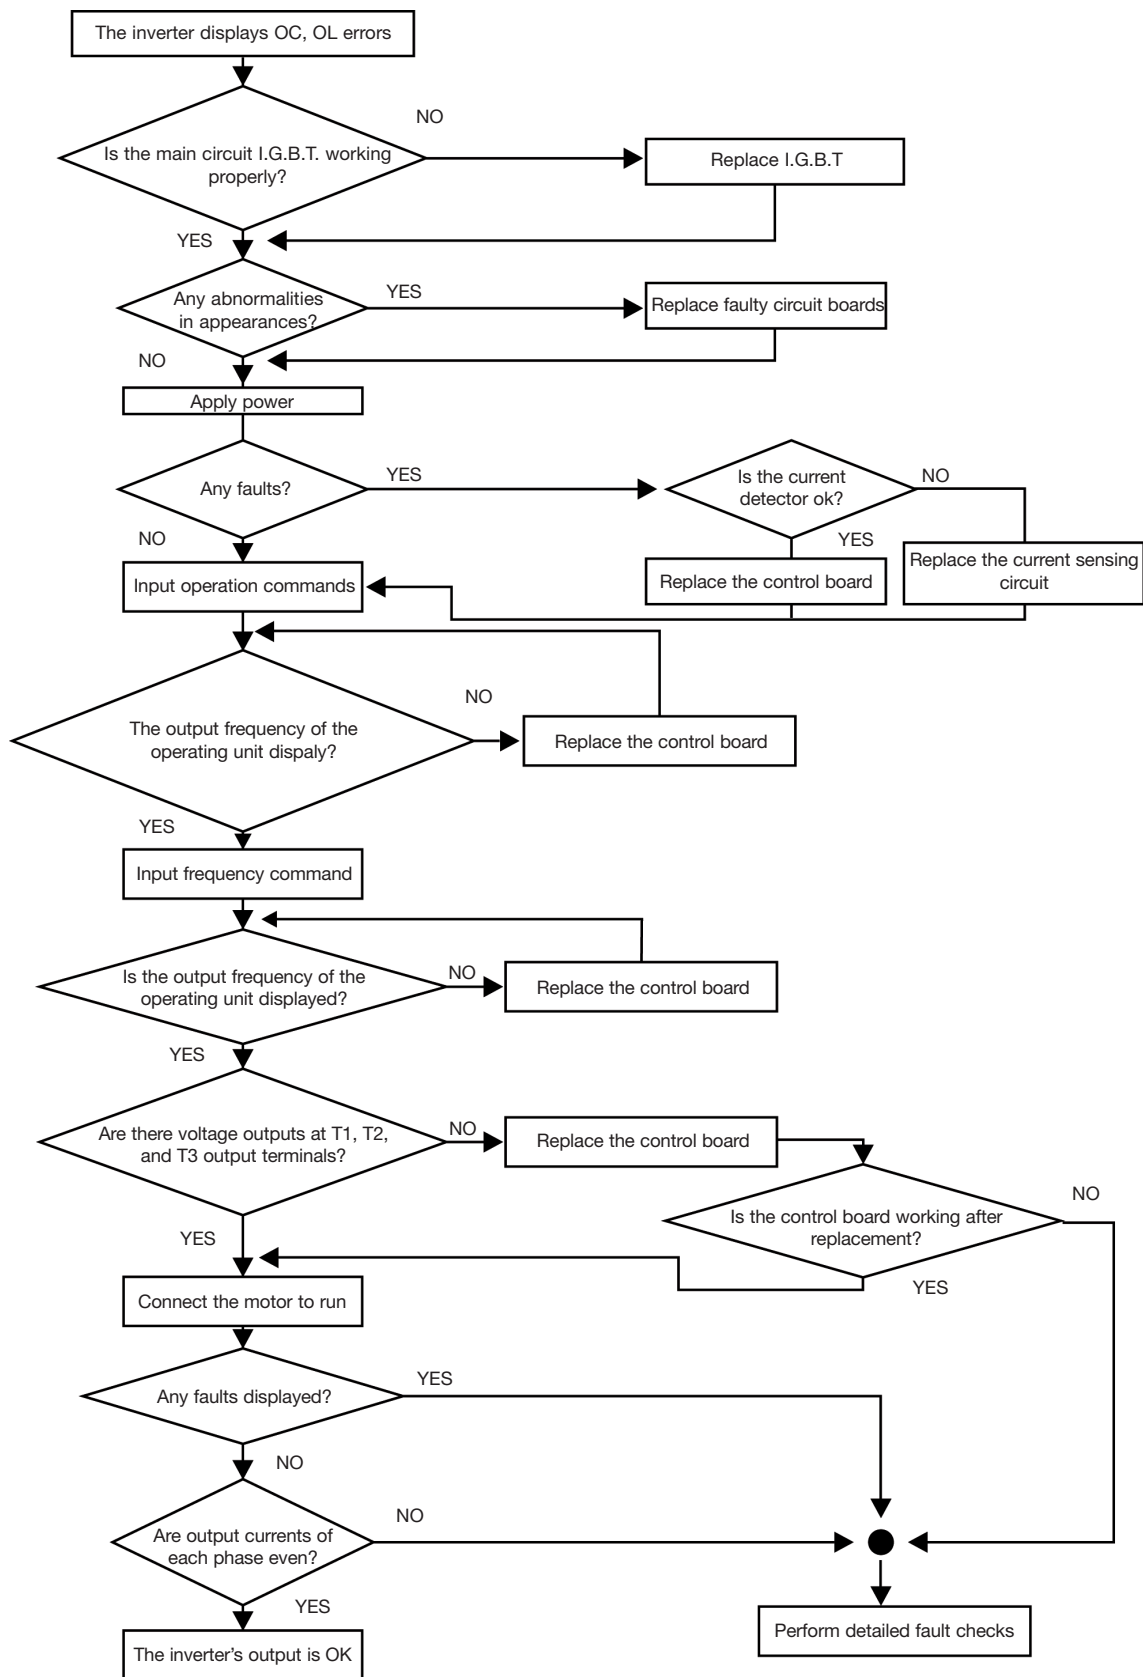 The inverter displays OC, OL errors
NO
Is the main circuit I.G.B.T. working
properly?
Replace I.G.B.T
YES
Any abnormalities
in appearances?
YES
Replace faulty circuit boards
NO
Apply power
Any faults?
YES
Is the current
detector ok?
NO
NO
YES
Input operation commands
Replace the control board
Replace the current sensing
circuit
The output frequency of the
operating unit dispaly?
NO
Replace the control board
YES
Input frequency command
Is the output frequency of the
operating unit displayed?
NO
Replace the control board
YES
Are there voltage outputs at T1, T2,
and T3 output terminals?
NO
Replace the control board
Is the control board working after
replacement?
NO
YES
YES
Connect the motor to run
Any faults displayed?
YES
NO
Are output currents of
each phase even?
NO
YES
Perform detailed fault checks
The inverter's output is OK